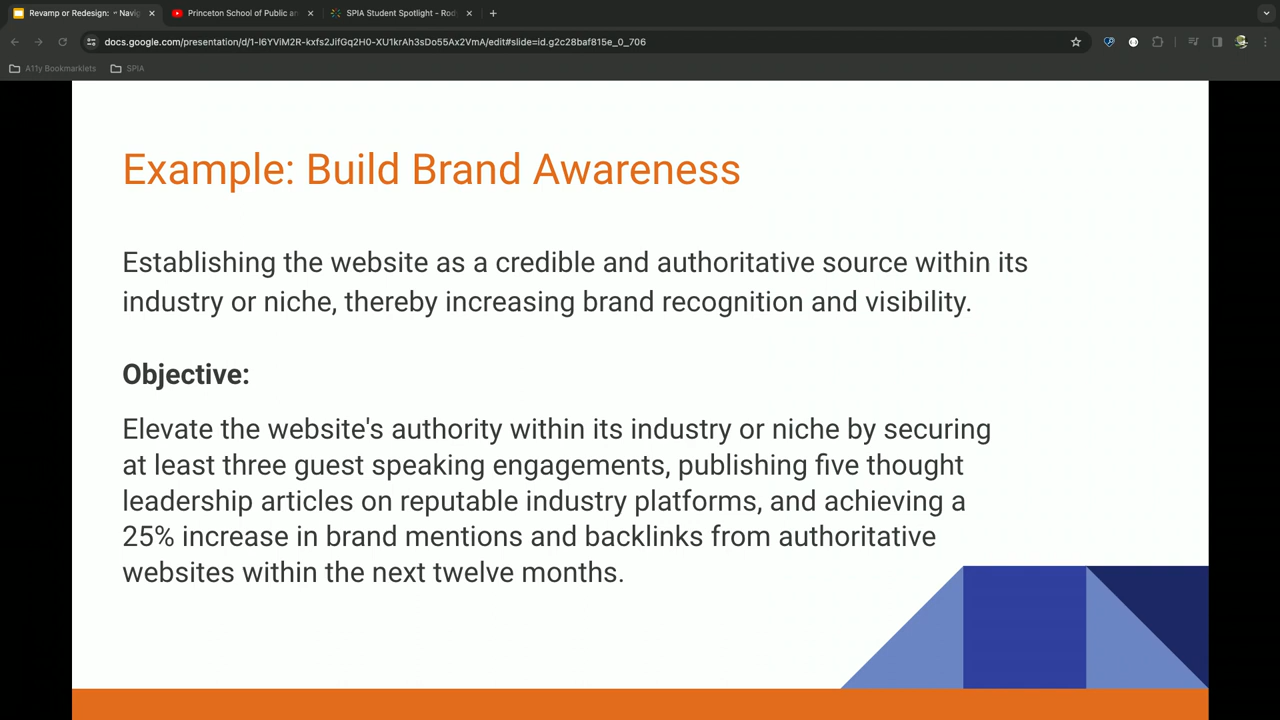 Revamp or Redesign: " Navig
Princeton School of Public an
SPIA Student Spotlight - Rod
docs.google.com/presentation/d/1-I6YViM2R-kxfs2JifGq2H0-XU1krAh3sDo55Ax2VmA/edit#slide=id.g2c28baf815e_0_706
A11y Bookmarklets
SPIA
Example: Build Brand Awareness
Establishing the website as a credible and authoritative source within its
industry or niche, thereby increasing brand recognition and visibility.
Objective:
Elevate the website's authority within its industry or niche by securing
at least three guest speaking engagements, publishing five thought
leadership articles on reputable industry platforms, and achieving a
25% increase in brand mentions and backlinks from authoritative
websites within the next twelve months.